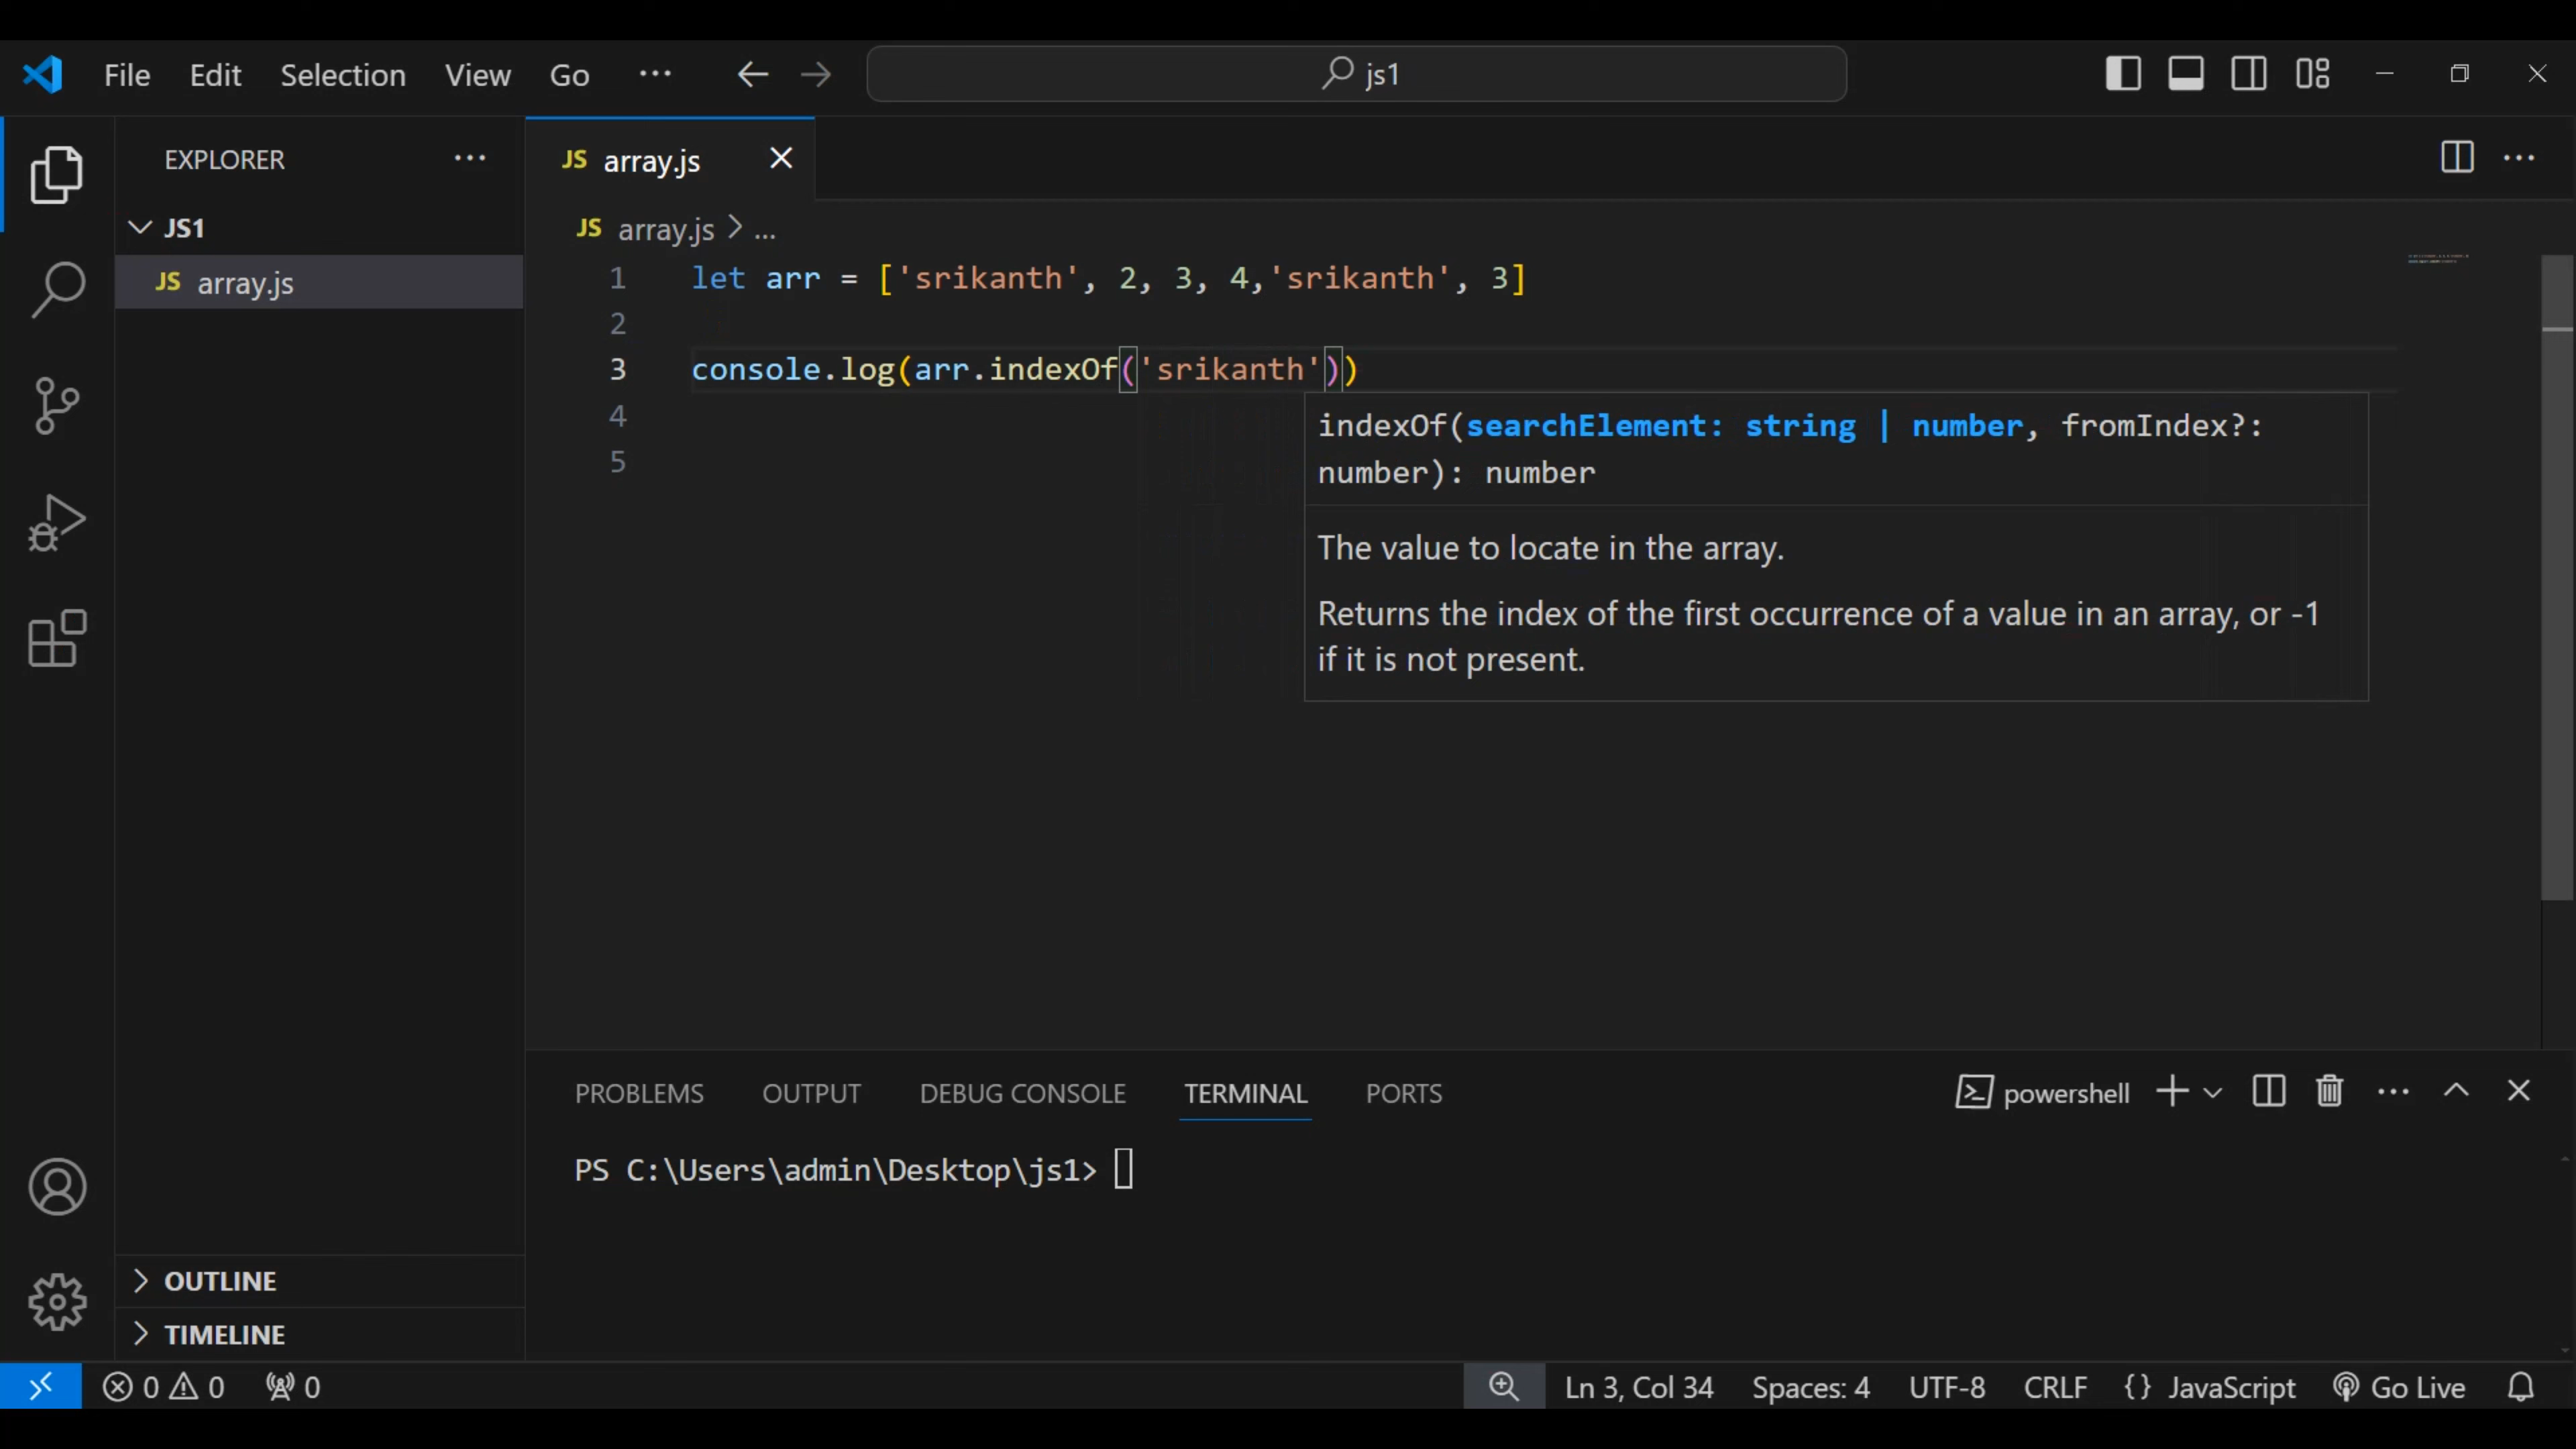 File Edit Selection View Go ... js1
EXPLORER ...
JS1
JS array.js
JS array.js
JS array.js > ...
1 let arr = ['srikanth', 2, 3, 4,'srikanth', 3]
2
3 console.log(arr.indexOf('srikanth'))
4
5
indexOf(searchElement: string | number, fromIndex?:
number): number
The value to locate in the array.
Returns the index of the first occurrence of a value in an array, or -1
if it is not present.
PROBLEMS OUTPUT DEBUG CONSOLE TERMINAL PORTS powershell
PS C:\Users\admin\Desktop\js1>
OUTLINE
TIMELINE
0 0 0 Ln 3, Col 34 Spaces: 4 UTF-8 CRLF {} JavaScript Go Live